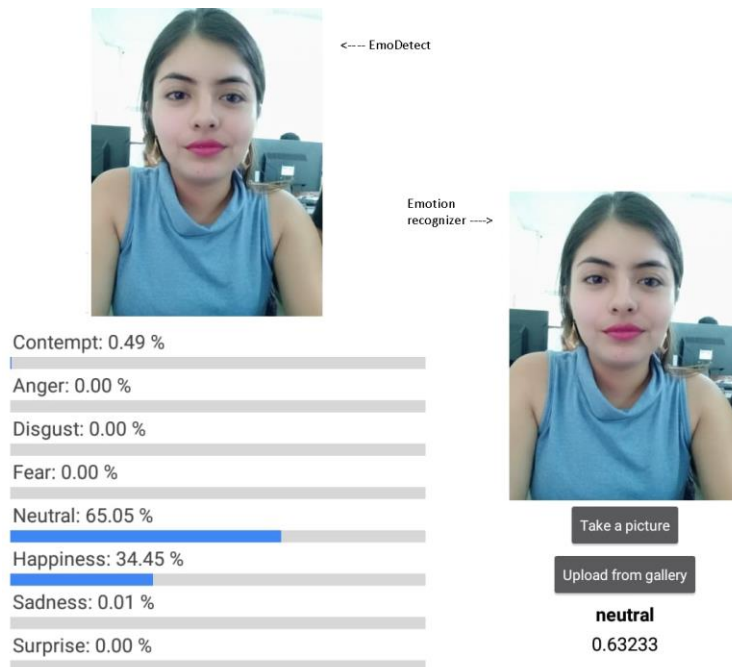 <---- EmoDetect
Emotion
recognizer ---->
Contempt: 0.49 %
Anger: 0.00 %
Disgust: 0.00 %
Fear: 0.00 %
Neutral: 65.05 %
Happiness: 34.45 %
Sadness: 0.01 %
Surprise: 0.00 %
Take a picture
Upload from gallery
neutral
0.63233